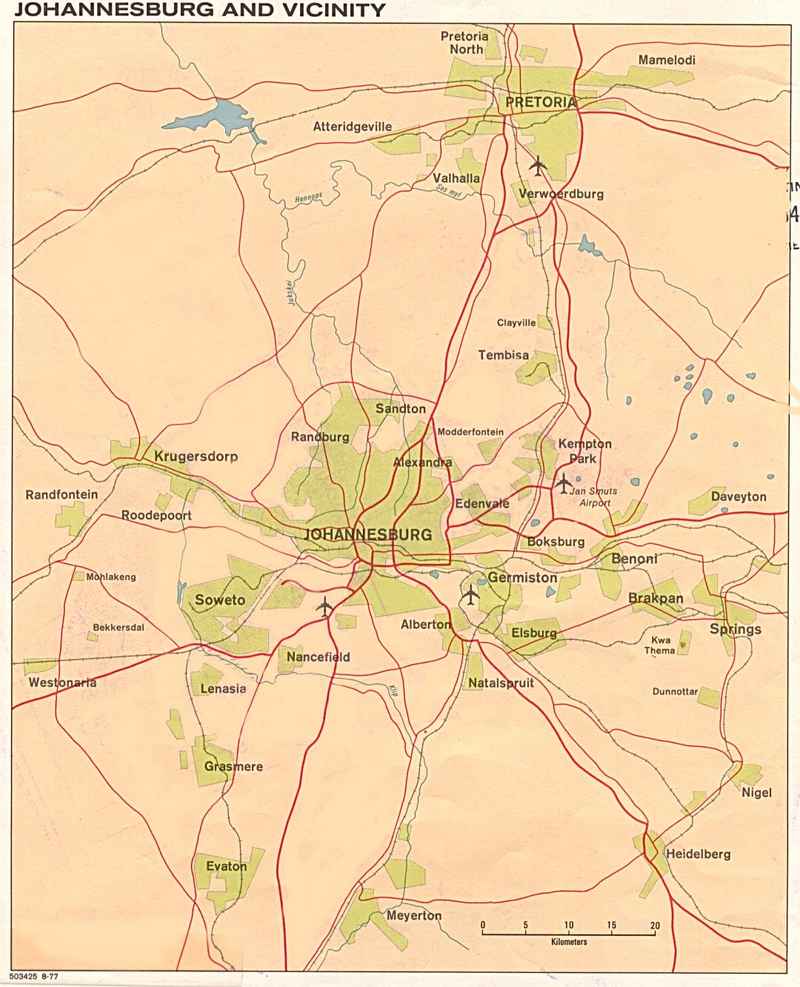 JOHANNESBURG AND VICINITY
Pretoria
North
Mamelodi
PRETORIA
Atteridgeville
Valhalla
Verwoerdburg
Hennops
Ses myl
Jukskei
Clayville
Tembisa
Sandton
Randburg
Modderfontein
Alexandra
Kempton
Park
Krugersdorp
Jan Smuts
Airport
Randfontein
Roodepoort
Edenvale
Daveyton
JOHANNESBURG
Boksburg
Benoni
Mohlakeng
Germiston
Soweto
Brakpan
Bekkersdal
Alberton
Elsburg
Springs
Kwa
Thema
Nancefield
Westonaria
Lenasia
Klip
Natalspruit
Dunnottar
Grasmere
Nigel
Evaton
Heidelberg
Meyerton
0 5 10 15 20
Kilometers
503425 8-77